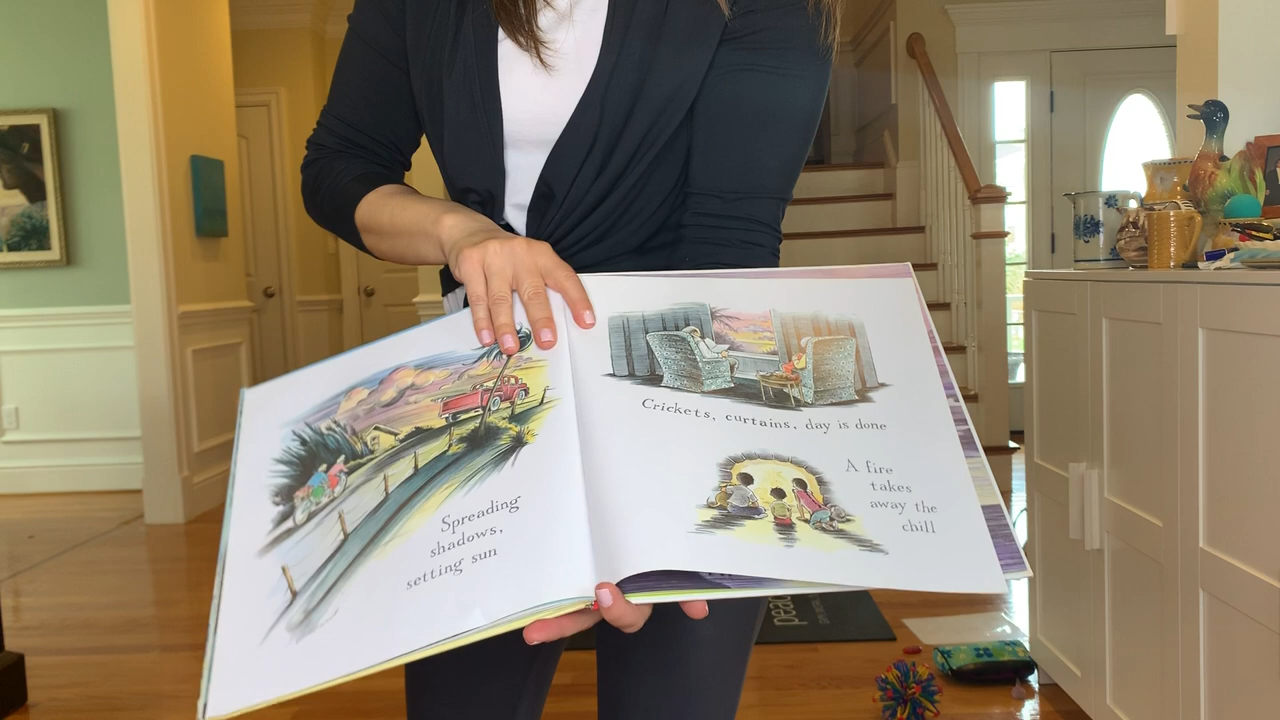 Spreading
shadows,
setting sun
Crickets, curtains, day is done
A fire
takes
away the
chill